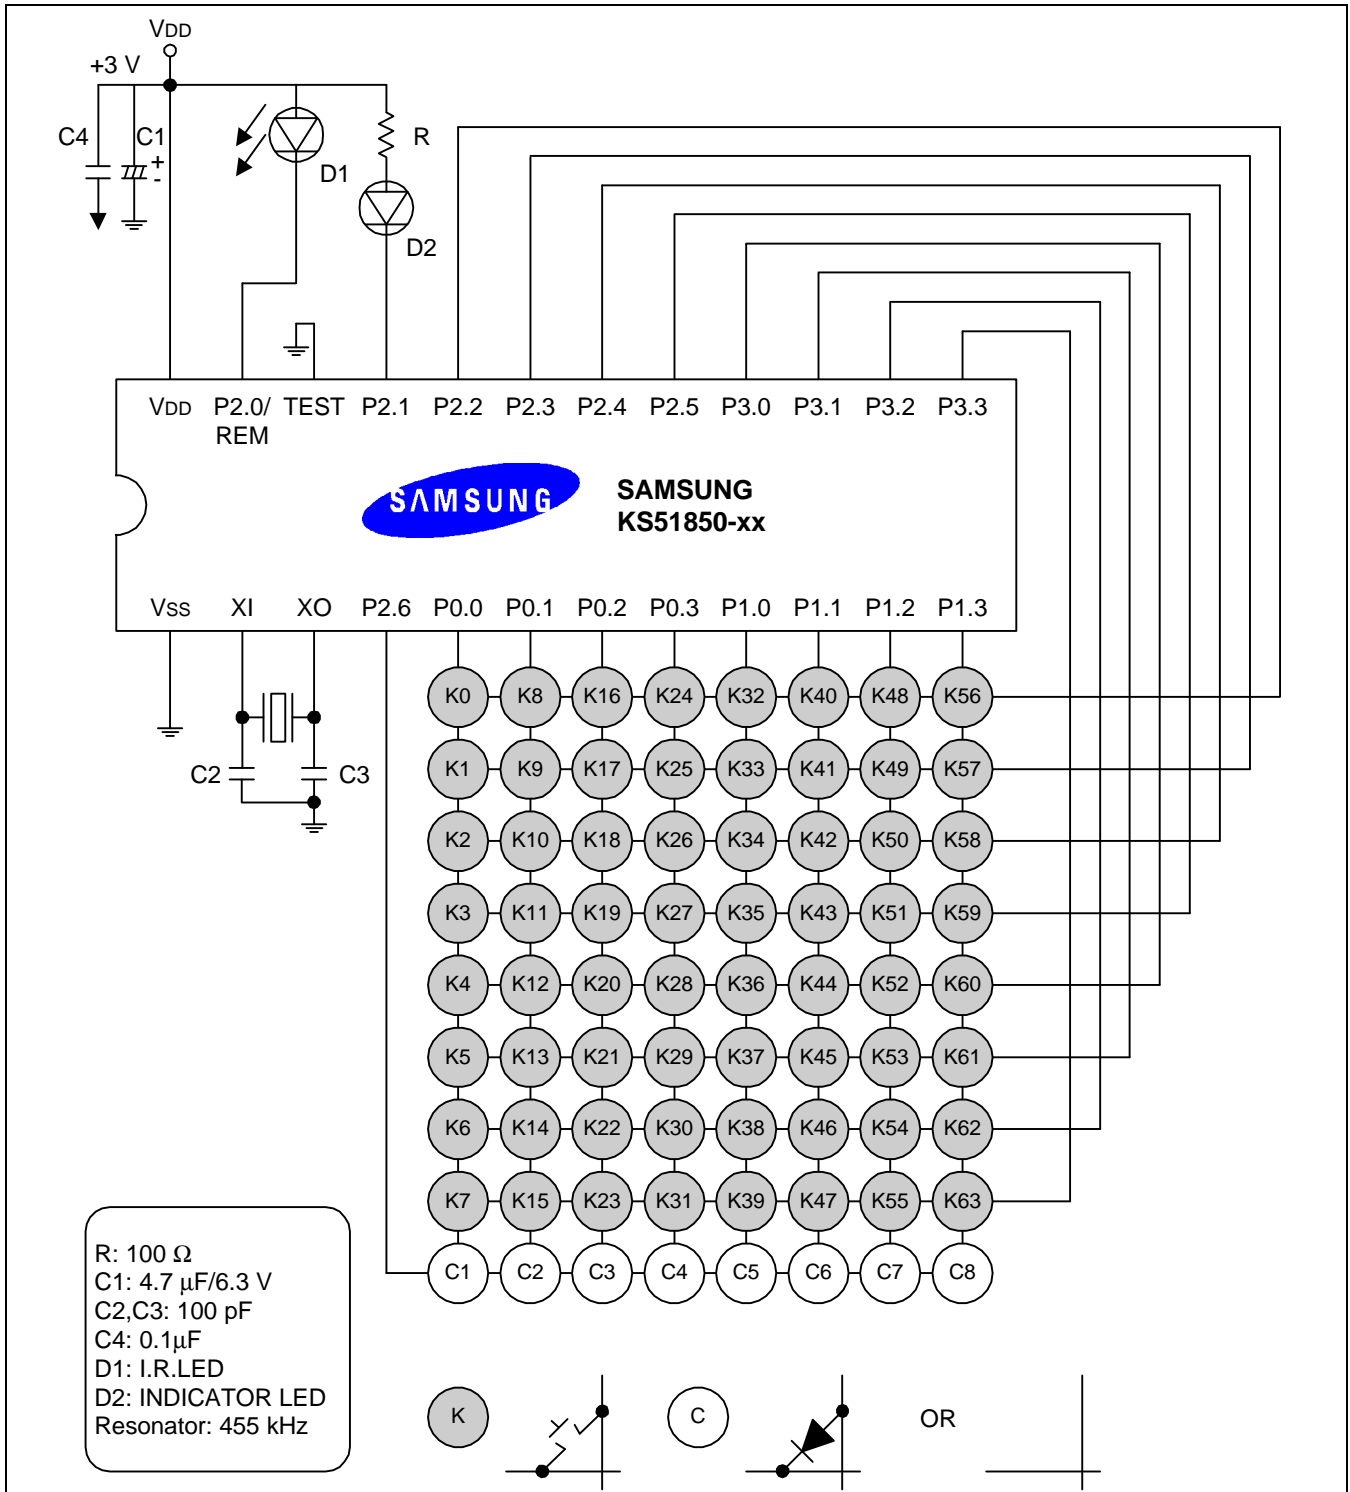 VDD
+3 V
C4 C1
+
-
D1
R
D2
VDD P2.0/ TEST P2.1 P2.2 P2.3 P2.4 P2.5 P3.0 P3.1 P3.2 P3.3
REM
SAMSUNG
SAMSUNG
KS51850-xx
VSS XI XO P2.6 P0.0 P0.1 P0.2 P0.3 P1.0 P1.1 P1.2 P1.3
K0 K8 K16 K24 K32 K40 K48 K56
C2 C3
K1 K9 K17 K25 K33 K41 K49 K57
K2 K10 K18 K26 K34 K42 K50 K58
K3 K11 K19 K27 K35 K43 K51 K59
K4 K12 K20 K28 K36 K44 K52 K60
K5 K13 K21 K29 K37 K45 K53 K61
K6 K14 K22 K30 K38 K46 K54 K62
K7 K15 K23 K31 K39 K47 K55 K63
C1 C2 C3 C4 C5 C6 C7 C8
R: 100 Ω
C1: 4.7 μF/6.3 V
C2,C3: 100 pF
C4: 0.1μF
D1: I.R.LED
D2: INDICATOR LED
Resonator: 455 kHz
K C OR